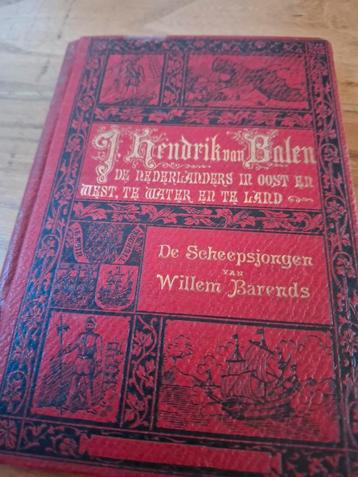 J. Hendrik van Balen
DE NEDERLANDERS IN OOST EN
WEST, TE WATER EN TE LAND
De Scheepsjongen
VAN
Willem Barends